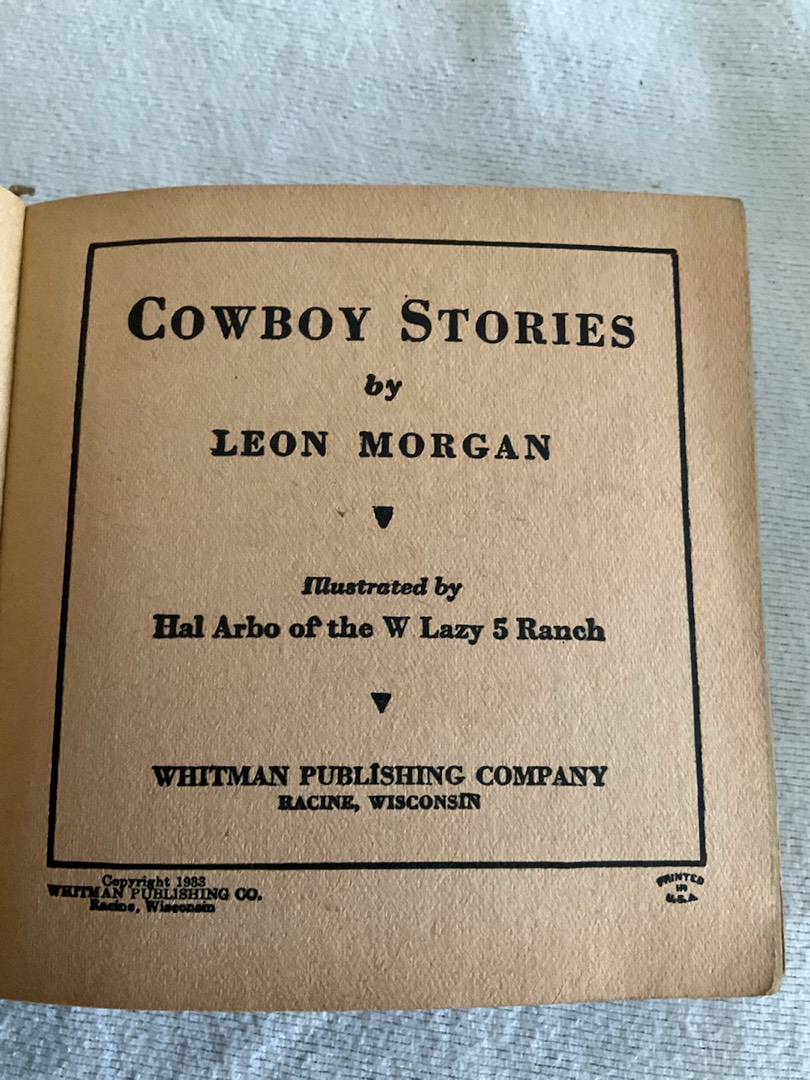 COWBOY STORIES
by
LEON MORGAN
Illustrated by
Hal Arbo of the W Lazy 5 Ranch
WHITMAN PUBLISHING COMPANY
RACINE, WISCONSIN
Copyright 1933
WHITMAN PUBLISHING CO.
Racine, Wisconsin
PRINTED
IN
U.S.A.